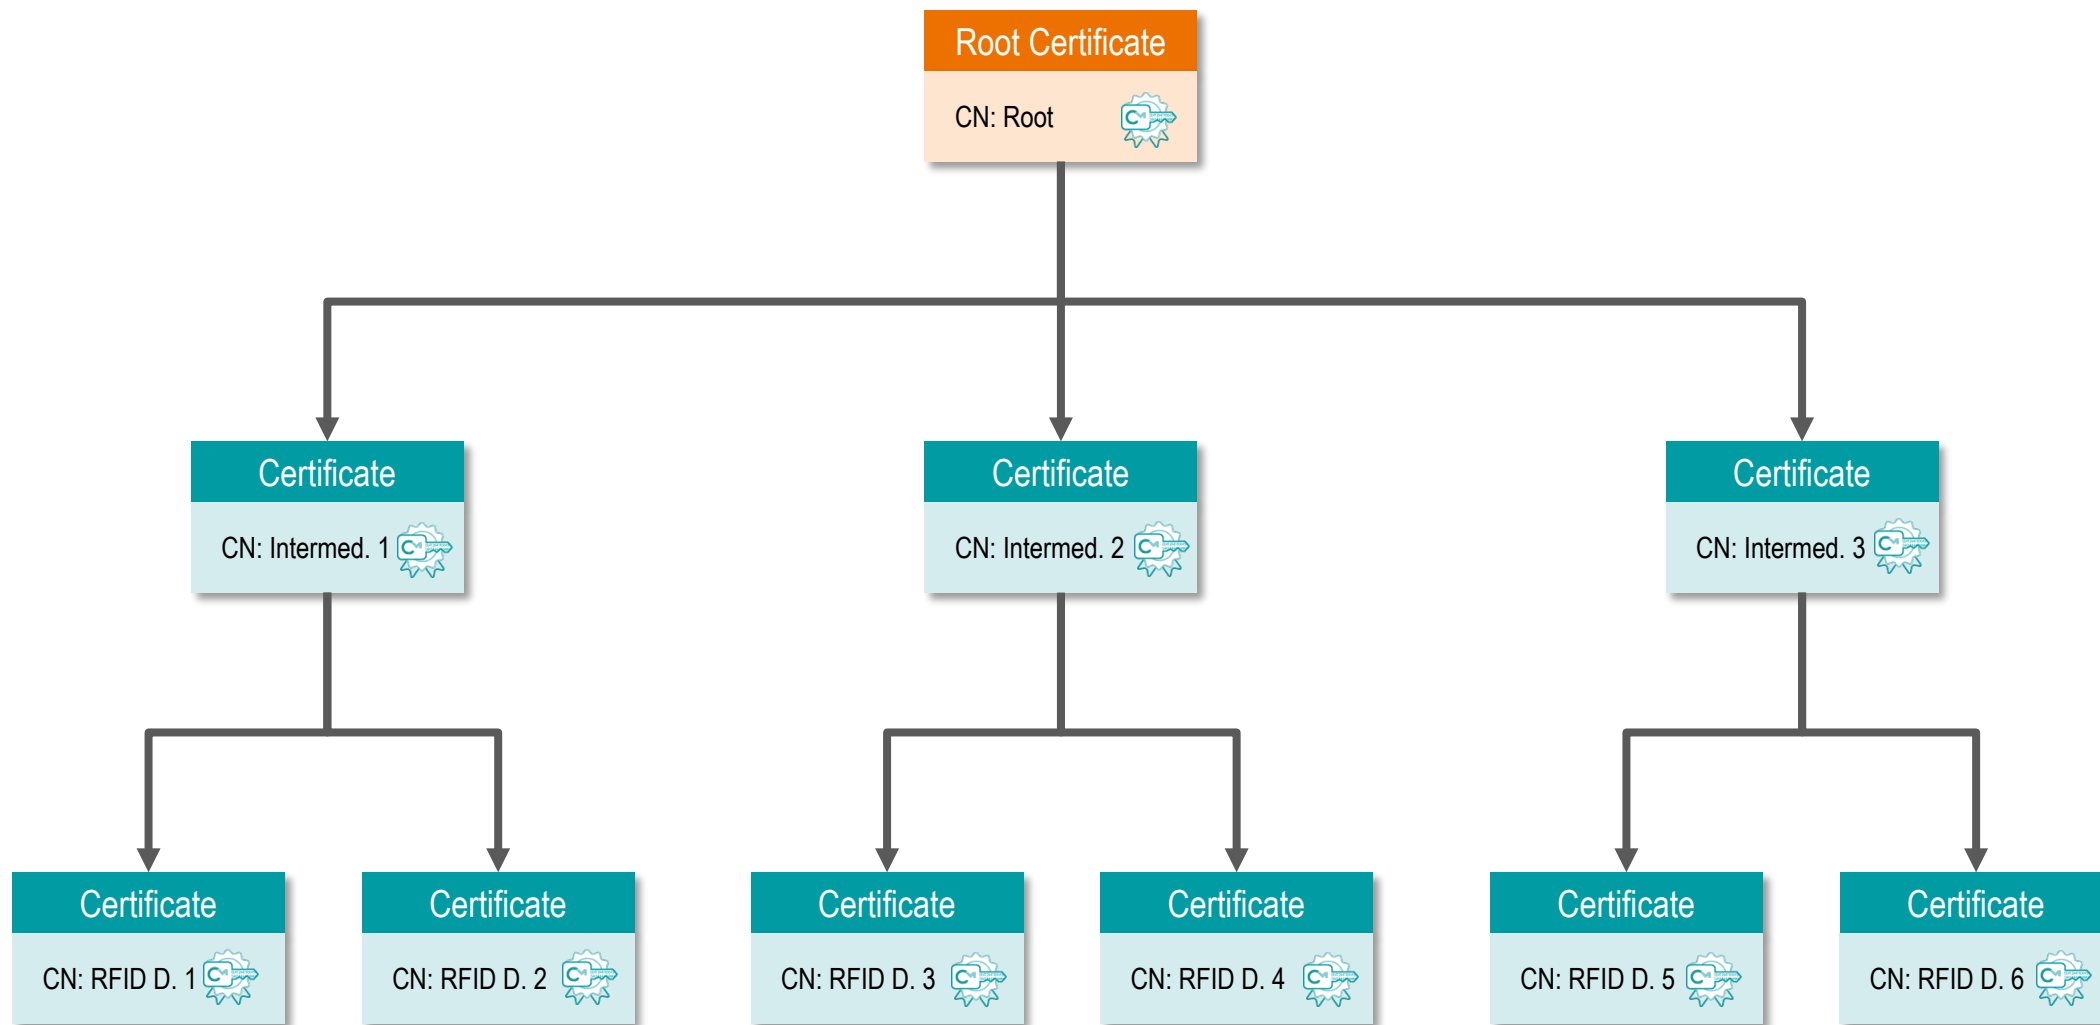 Root Certificate
CN: Root
Certificate
CN: Intermed. 1
Certificate
CN: Intermed. 2
Certificate
CN: Intermed. 3
Certificate
CN: RFID D. 1
Certificate
CN: RFID D. 2
Certificate
CN: RFID D. 3
Certificate
CN: RFID D. 4
Certificate
CN: RFID D. 5
Certificate
CN: RFID D. 6